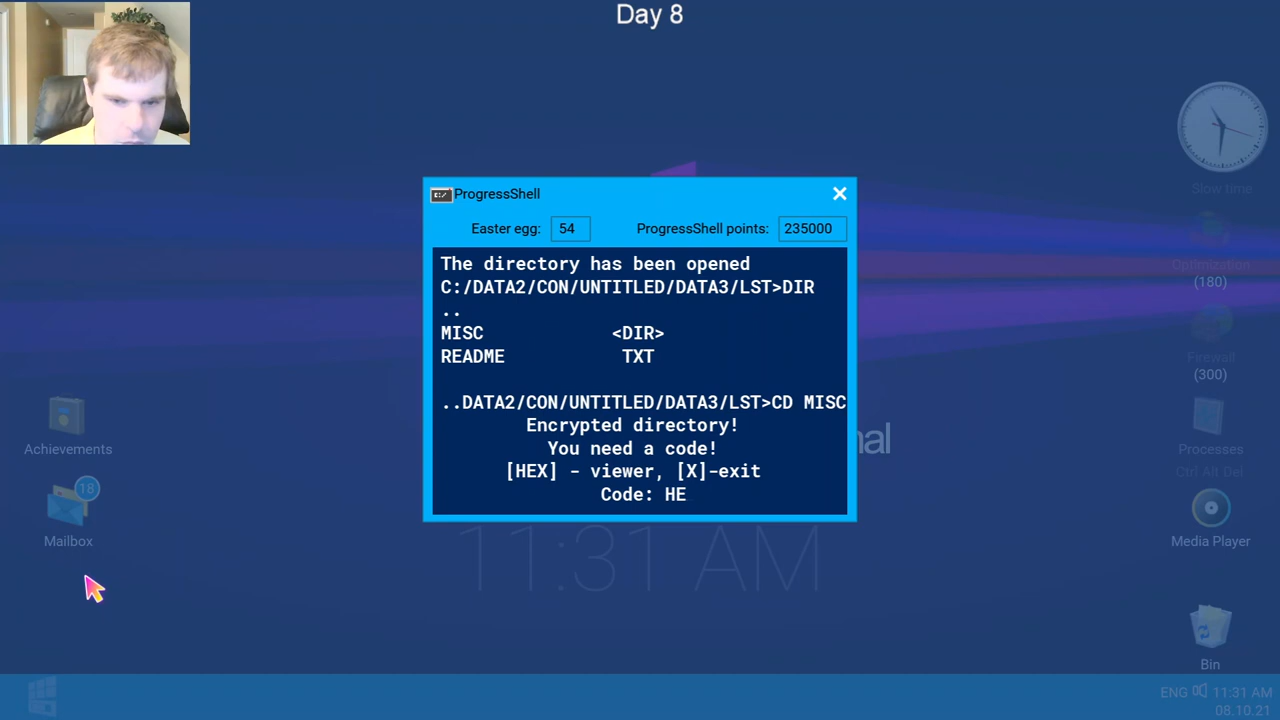 Day 8
ProgressShell
Easter egg: 54 ProgressShell points: 235000
The directory has been opened
C:/DATA2/CON/UNTITLED/DATA3/LST>DIR
..
MISC <DIR>
README TXT
..DATA2/CON/UNTITLED/DATA3/LST>CD MISC
Encrypted directory!
You need a code!
[HEX] - viewer, [X]-exit
Code: HE
Achievements
18
Mailbox
Slow time
Optimization
(180)
Firewall
(300)
Processes
Ctrl Alt Del
Media Player
Bin
11:31 AM
ENG 11:31 AM
08.10.21